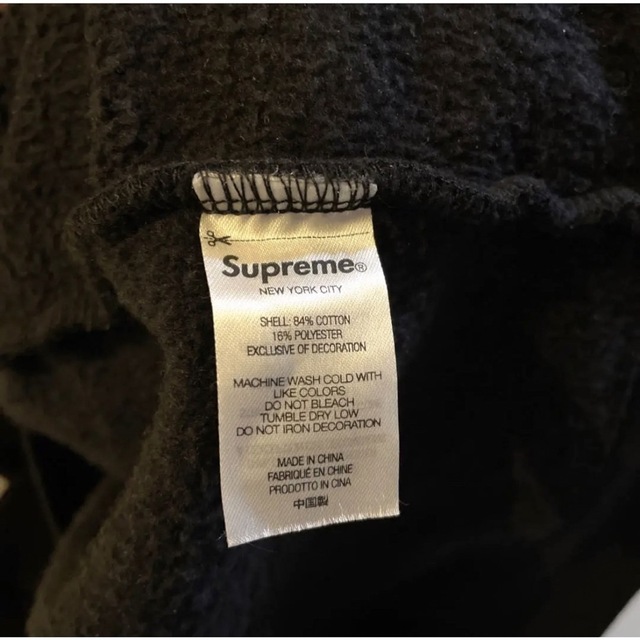 Supreme®
NEW YORK CITY
SHELL: 84% COTTON
16% POLYESTER
EXCLUSIVE OF DECORATION
MACHINE WASH COLD WITH
LIKE COLORS
DO NOT BLEACH
TUMBLE DRY LOW
DO NOT IRON DECORATION
MADE IN CHINA
FABRIQUÉ EN CHINE
PRODOTTO IN CINA
中国製